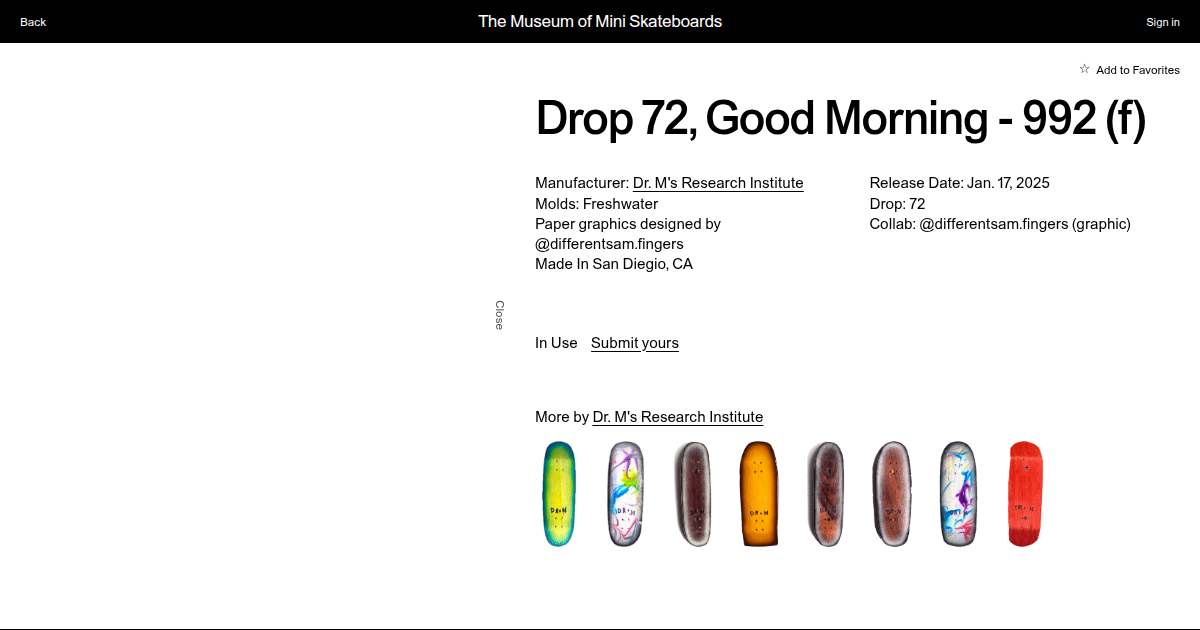 Back
The Museum of Mini Skateboards
Sign in
☆ Add to Favorites
Drop 72, Good Morning - 992 (f)
Manufacturer: Dr. M's Research Institute
Molds: Freshwater
Paper graphics designed by
@differentsam.fingers
Made In San Diegio, CA
Release Date: Jan. 17, 2025
Drop: 72
Collab: @differentsam.fingers (graphic)
Close
In Use Submit yours
More by Dr. M's Research Institute